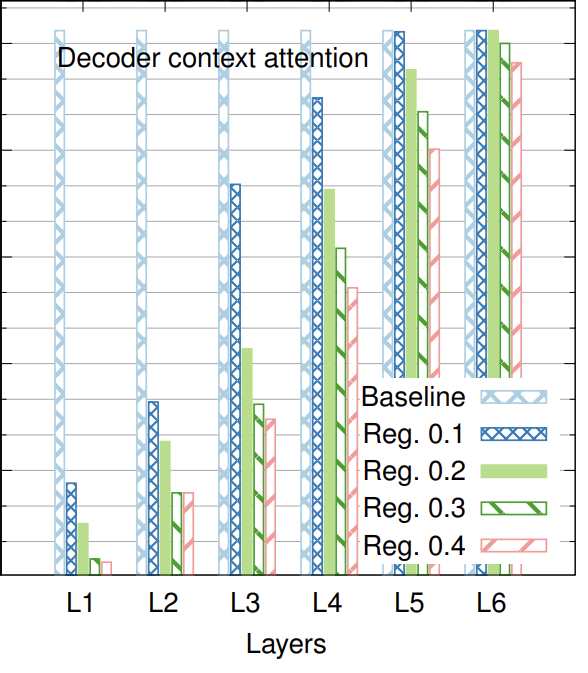 Decoder context attention
Baseline
Reg. 0.1
Reg. 0.2
Reg. 0.3
Reg. 0.4
L1 L2 L3 L4 L5 L6
Layers